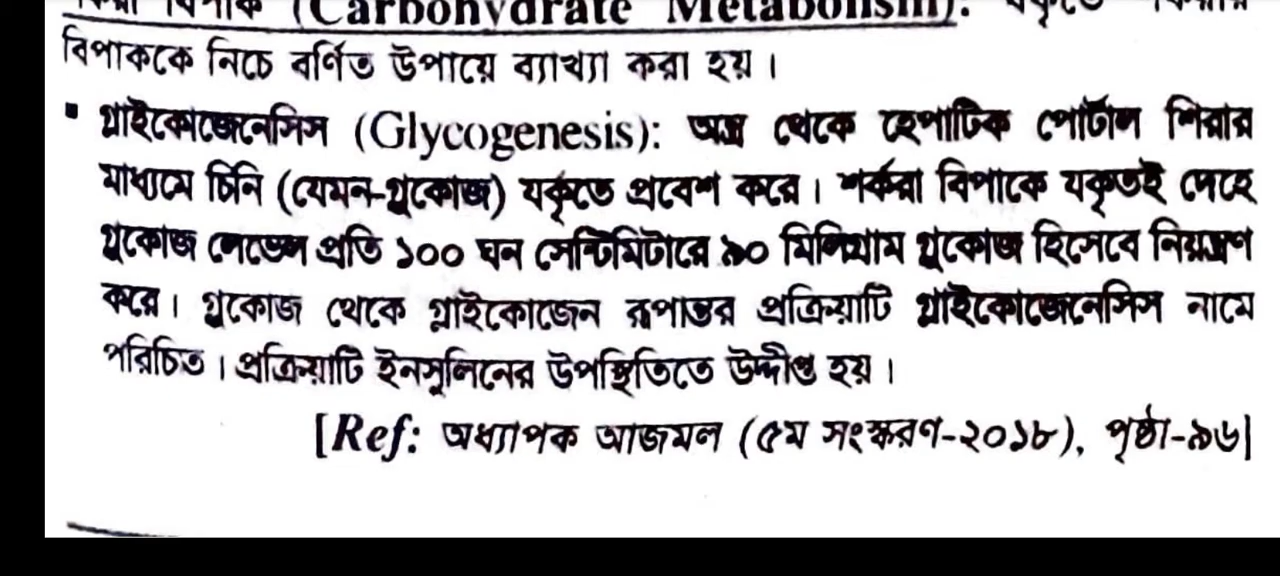 বিপাক (Carbohydrate Metabolism):
বিপাককে নিচে বর্ণিত উপায়ে ব্যাখ্যা করা হয়।
▪ গ্লাইকোজেনেসিস (Glycogenesis): অন্ত্র থেকে হেপাটিক পোর্টাল শিরার
মাধ্যমে চিনি (যেমন-গ্লুকোজ) যকৃতে প্রবেশ করে। শর্করা বিপাকে যকৃতই দেহে
গ্লুকোজ লেভেল প্রতি ১০০ ঘন সেন্টিমিটারে ৯০ মিলিগ্রাম গ্লুকোজ হিসেবে নিয়ন্ত্রণ
করে। গ্লুকোজ থেকে গ্লাইকোজেন রূপান্তর প্রক্রিয়াটি গ্লাইকোজেনেসিস নামে
পরিচিত। প্রক্রিয়াটি ইনসুলিনের উপস্থিতিতে উদ্দীপ্ত হয়।
[Ref: অধ্যাপক আজমল (৫ম সংস্করণ-২০১৮), পৃষ্ঠা-৯৬]